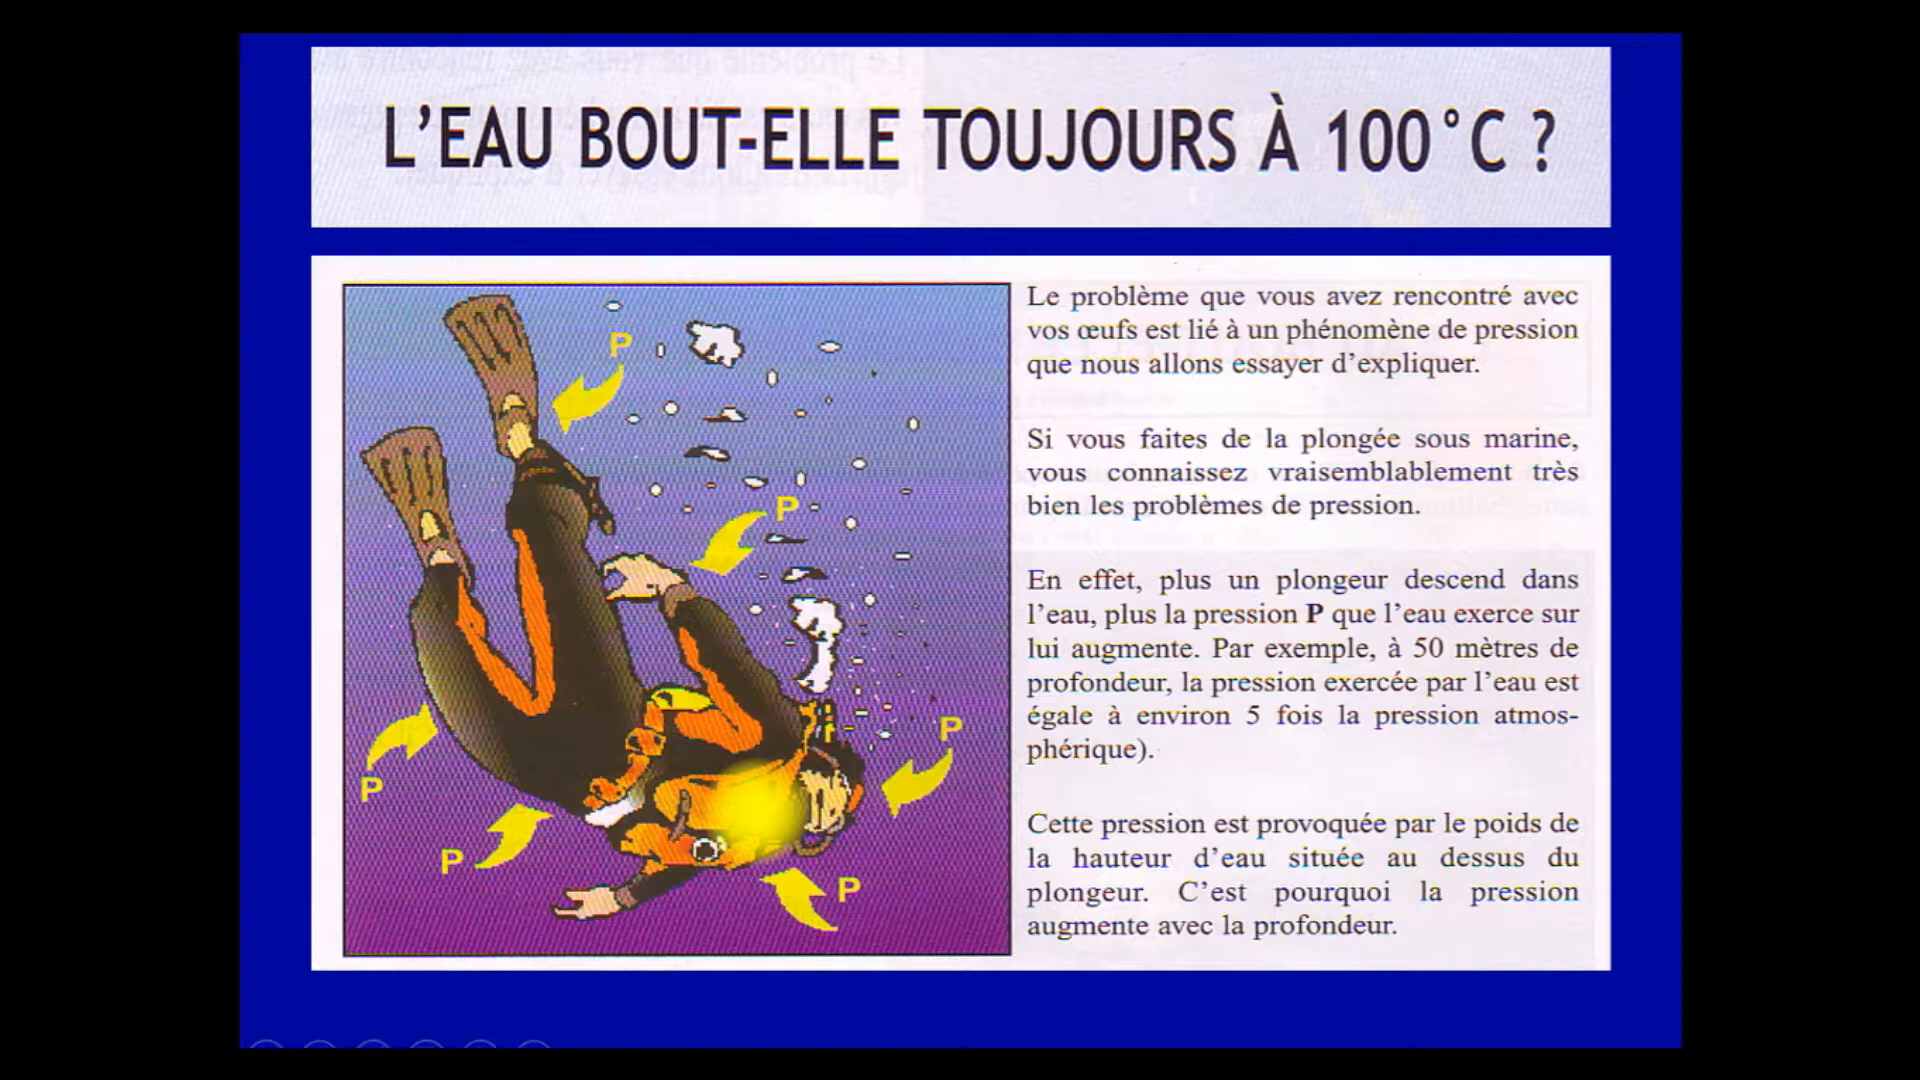 L'EAU BOUT-ELLE TOUJOURS À 100°C ?
P
P
P
P
P
P
Le problème que vous avez rencontré avec
vos œufs est lié à un phénomène de pression
que nous allons essayer d'expliquer.
Si vous faites de la plongée sous marine,
vous connaissez vraisemblablement très
bien les problèmes de pression.
En effet, plus un plongeur descend dans
l'eau, plus la pression P que l'eau exerce sur
lui augmente. Par exemple, à 50 mètres de
profondeur, la pression exercée par l'eau est
égale à environ 5 fois la pression atmos-
phérique).
Cette pression est provoquée par le poids de
la hauteur d'eau située au dessus du
plongeur. C'est pourquoi la pression
augmente avec la profondeur.